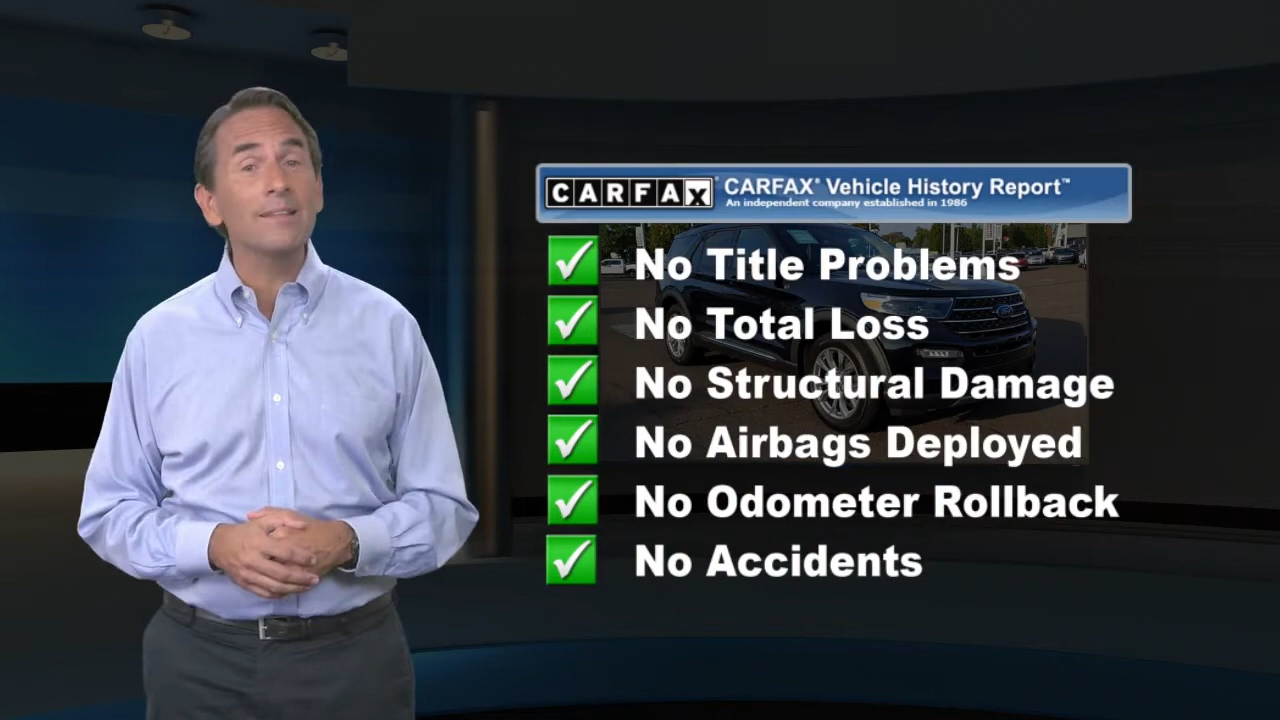 CARFAX® CARFAX® Vehicle History Report™
An independent company established in 1986
No Title Problems
No Total Loss
No Structural Damage
No Airbags Deployed
No Odometer Rollback
No Accidents